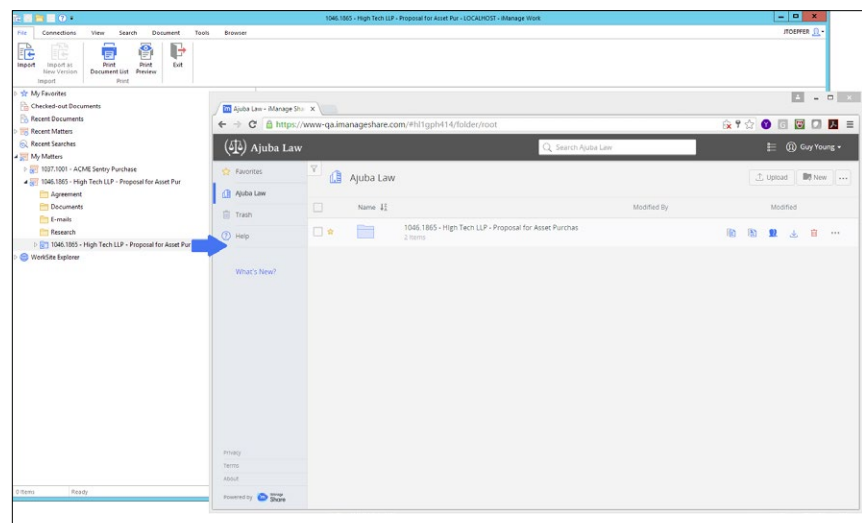 1046.1865 - High Tech LLP - Proposal for Asset Pur - LOCALHOST - iManage Work
File Connections View Search Document Tools Browser
JTOEPFER
Import
Import as New Version
Print Document List
Print Preview
Exit
Import
Print
My Favorites
Checked-out Documents
Recent Documents
Recent Matters
Recent Searches
My Matters
1037.1001 - ACME Sentry Purchase
1046.1865 - High Tech LLP - Proposal for Asset Pur
Agreement
Documents
E-mails
Research
1046.1865 - High Tech LLP - Proposal for Asset Pur
WorkSite Explorer
0 Items Ready
Ajuba Law - iManage Sha
https://www-qa.imanageshare.com/#hl1gph414/folder/root
Ajuba Law
Search Ajuba Law
Guy Young
Favorites
Ajuba Law
Trash
Help
What's New?
Ajuba Law
Upload
New
Name
Modified By
Modified
1046.1865 - High Tech LLP - Proposal for Asset Purchas
2 items
Privacy
Terms
About
Powered by
iManage
Share